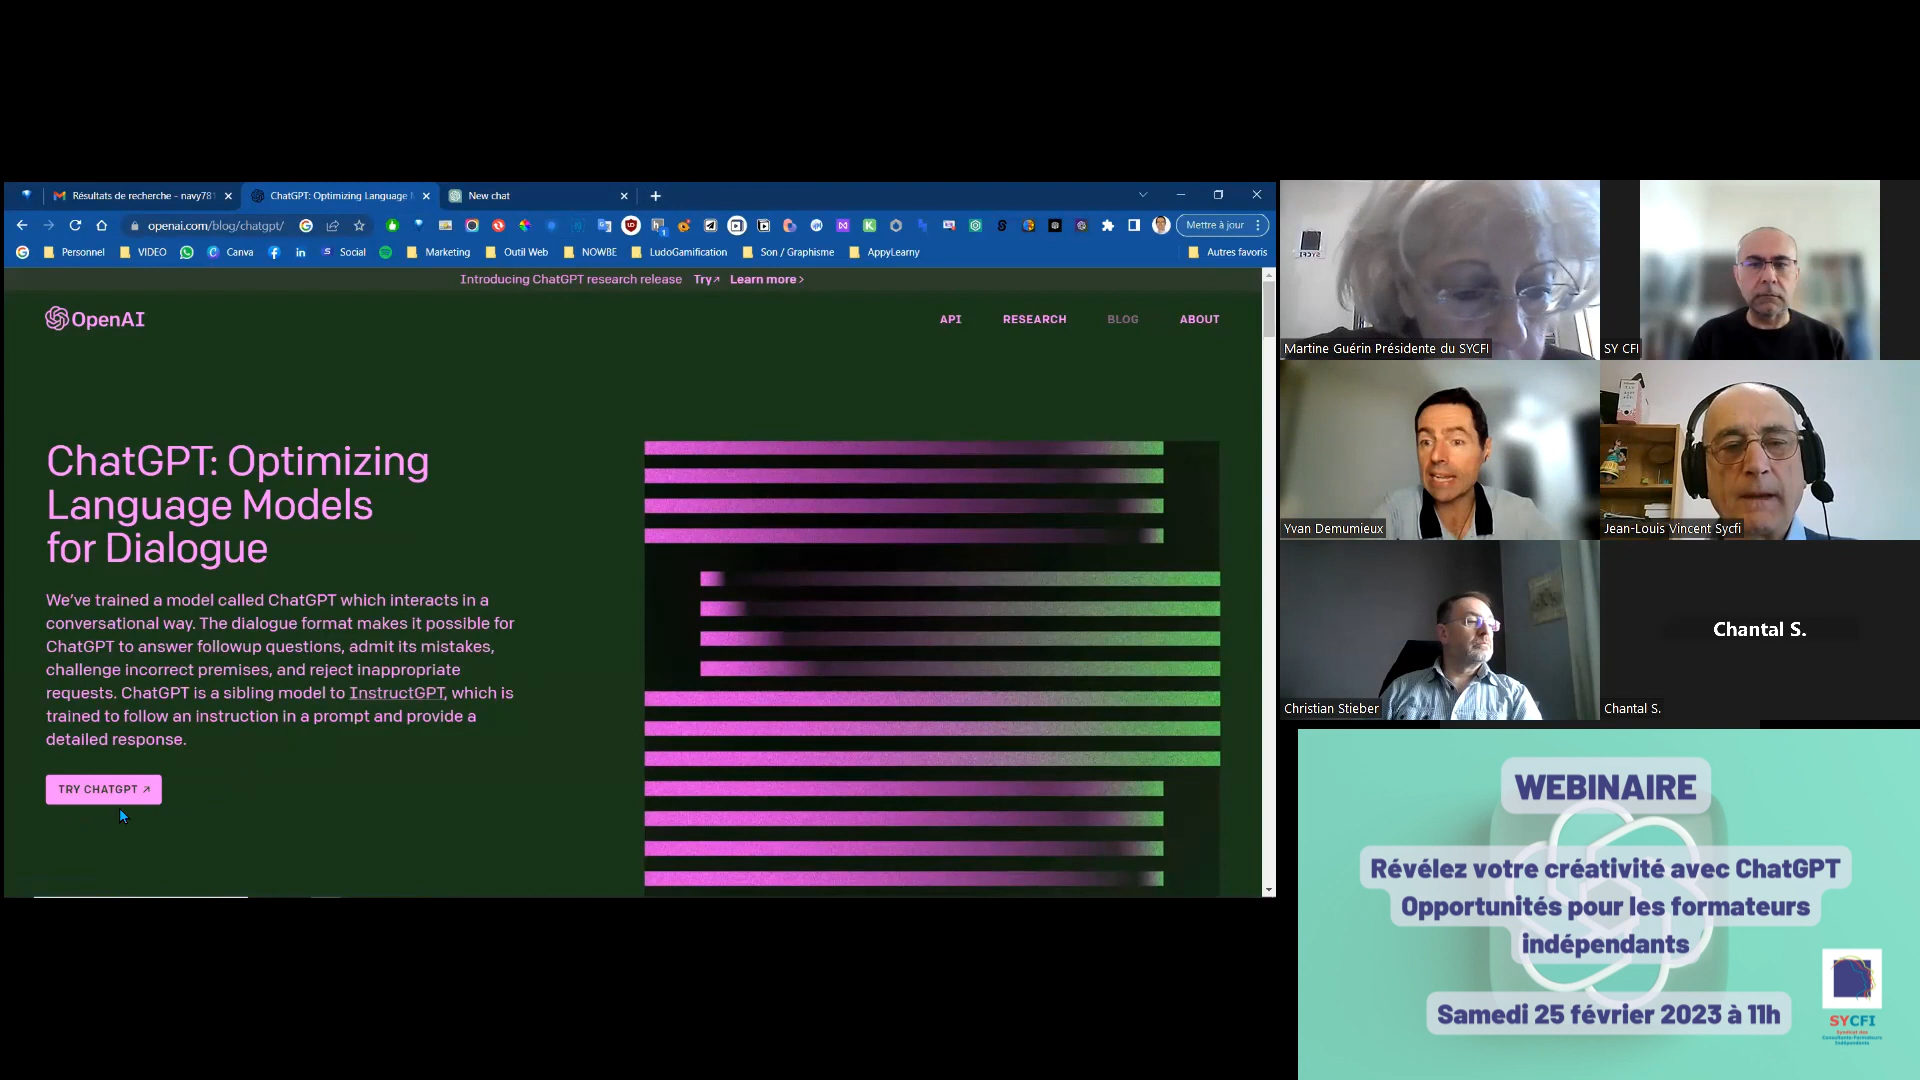 Résultats de recherche - navy781
ChatGPT: Optimizing Language
New chat
openai.com/blog/chatgpt/
Mettre à jour
Personnel
VIDEO
Canva
Social
Marketing
Outil Web
NOWBE
LudoGamification
Son / Graphisme
AppyLearny
Autres favoris
Introducing ChatGPT research release Try↗ Learn more ›
OpenAI
API RESEARCH BLOG ABOUT
ChatGPT: Optimizing
Language Models
for Dialogue
We’ve trained a model called ChatGPT which interacts in a
conversational way. The dialogue format makes it possible for
ChatGPT to answer followup questions, admit its mistakes,
challenge incorrect premises, and reject inappropriate
requests. ChatGPT is a sibling model to InstructGPT, which is
trained to follow an instruction in a prompt and provide a
detailed response.
TRY CHATGPT ↗
Martine Guérin Présidente du SYCFI
SY CFI
Yvan Demumieux
Jean-Louis Vincent Sycfi
Christian Stieber
Chantal S.
Chantal S.
WEBINAIRE
Révélez votre créativité avec ChatGPT
Opportunités pour les formateurs
indépendants
Samedi 25 février 2023 à 11h
SYCFI
Syndicat des
Consultants-Formateurs
Indépendants